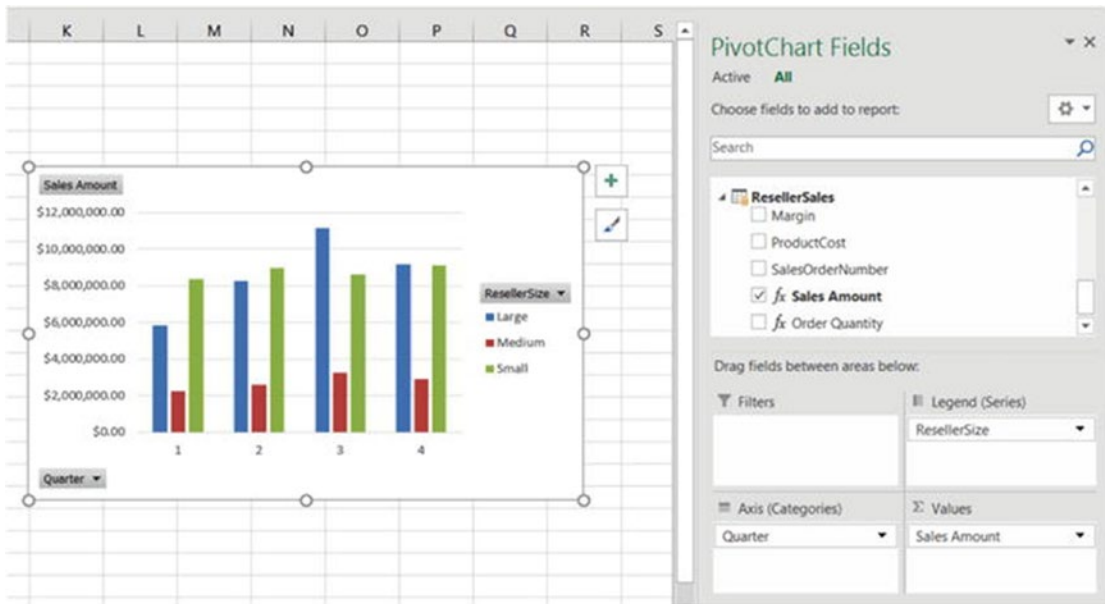 K L M N O P Q R S
Sales Amount
$12,000,000.00
$10,000,000.00
$8,000,000.00
$6,000,000.00
$4,000,000.00
$2,000,000.00
$0.00
1 2 3 4
Quarter
ResellerSize
Large
Medium
Small
PivotChart Fields
Active All
Choose fields to add to report:
Search
ResellerSales
Margin
ProductCost
SalesOrderNumber
fx Sales Amount
fx Order Quantity
Drag fields between areas below:
Filters
Legend (Series)
ResellerSize
Axis (Categories)
Quarter
Σ Values
Sales Amount